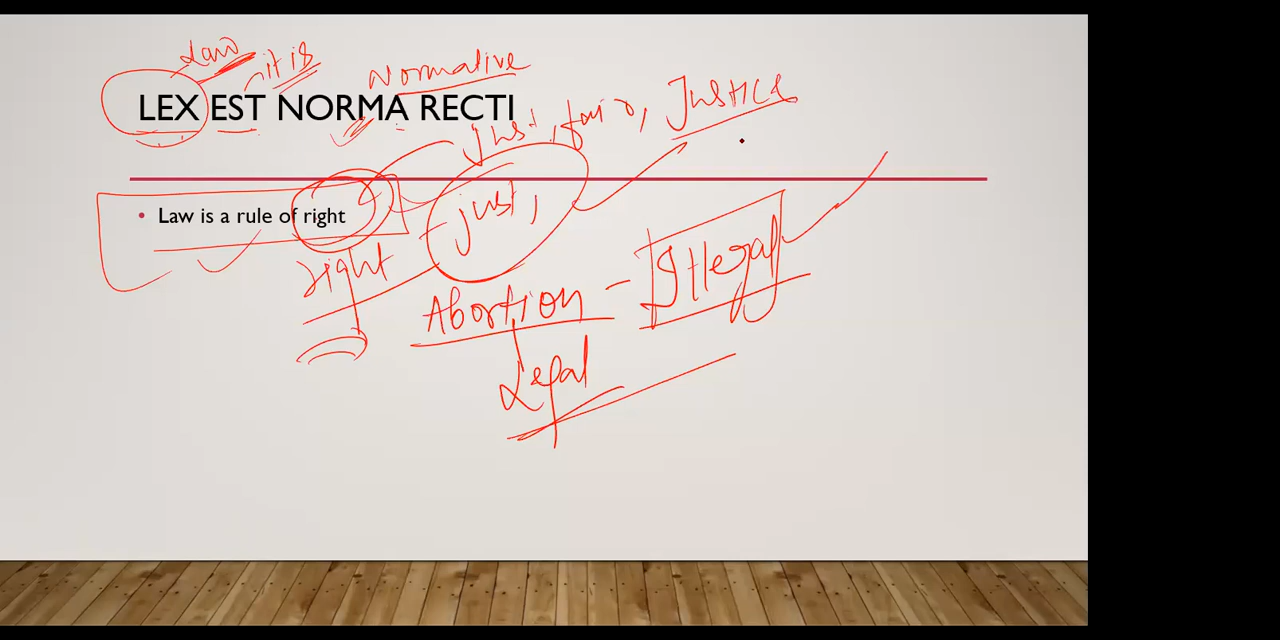 Law it is Normative
LEX EST NORMA RECTI
just, fair, Justice
• Law is a rule of right
just,
right
Abortion - Illegal
Legal